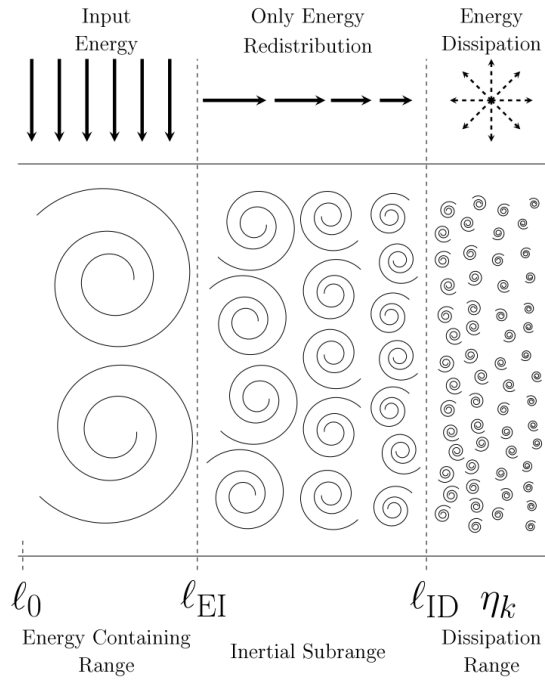 Input
Energy
Only Energy
Redistribution
Energy
Dissipation
ℓ0
ℓEI
ℓID
ηk
Energy Containing
Range
Inertial Subrange
Dissipation
Range